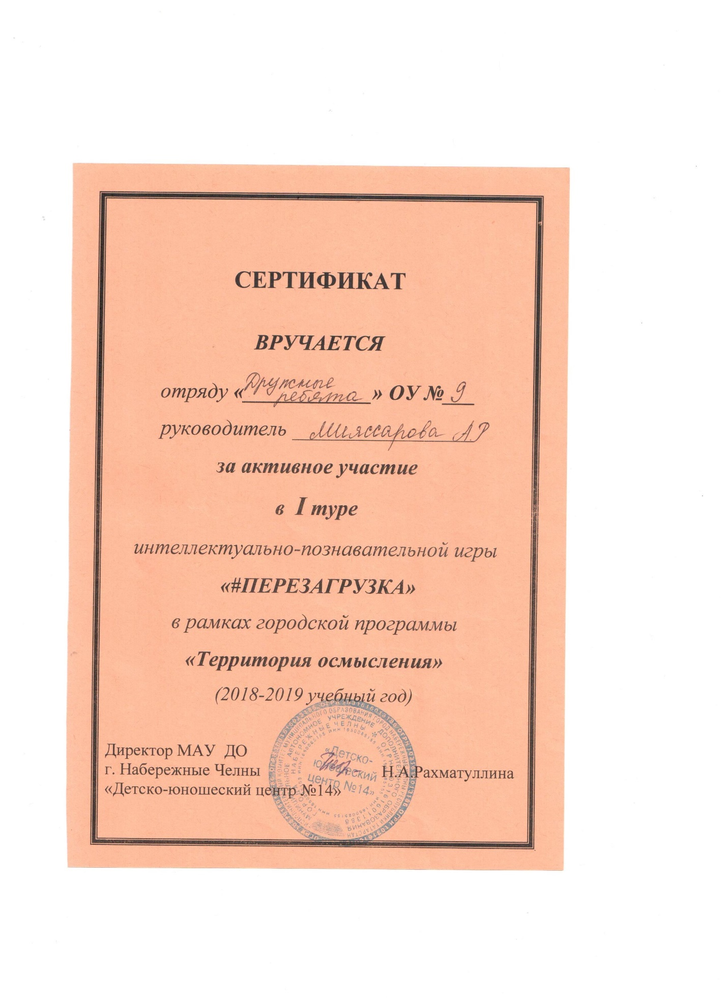 СЕРТИФИКАТ
ВРУЧАЕТСЯ
отряду «Дружные ребята» ОУ № 9
руководитель Мияссарова А.Р
за активное участие
в I туре
интеллектуально-познавательной игры
«#ПЕРЕЗАГРУЗКА»
в рамках городской программы
«Территория осмысления»
(2018-2019 учебный год)
Директор МАУ ДО
г. Набережные Челны
«Детско-юношеский центр №14»
Н.А.Рахматуллина
«Детско-
юношеский
центр №14»